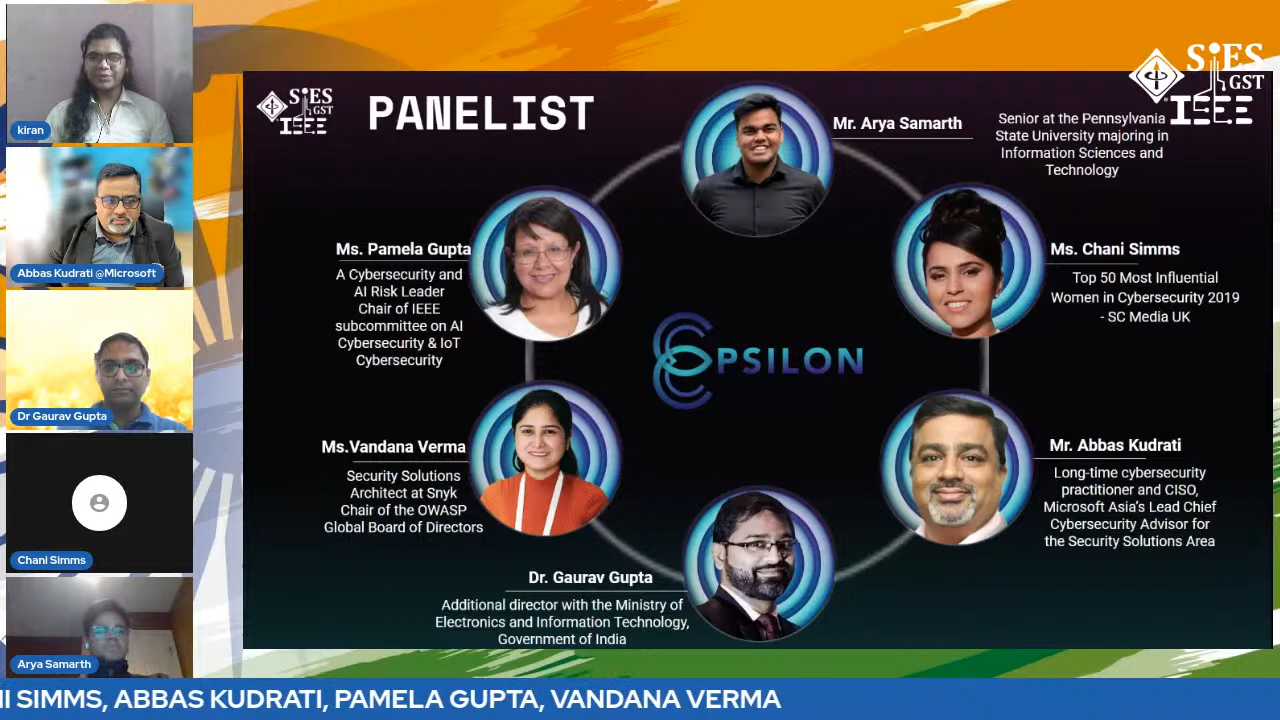 kiran
Abbas Kudrati @Microsoft
Dr Gaurav Gupta
Chani Simms
Arya Samarth
SIES
GST
IEEE
PANELIST
SIES
GST
IEEE
Mr. Arya Samarth
Senior at the Pennsylvania
State University majoring in
Information Sciences and
Technology
Ms. Pamela Gupta
A Cybersecurity and
AI Risk Leader
Chair of IEEE
subcommittee on AI
Cybersecurity & IoT
Cybersecurity
Ms. Chani Simms
Top 50 Most Influential
Women in Cybersecurity 2019
- SC Media UK
EPSILON
Ms.Vandana Verma
Security Solutions
Architect at Snyk
Chair of the OWASP
Global Board of Directors
Mr. Abbas Kudrati
Long-time cybersecurity
practitioner and CISO,
Microsoft Asia's Lead Chief
Cybersecurity Advisor for
the Security Solutions Area
Dr. Gaurav Gupta
Additional director with the Ministry of
Electronics and Information Technology,
Government of India
NI SIMMS, ABBAS KUDRATI, PAMELA GUPTA, VANDANA VERMA